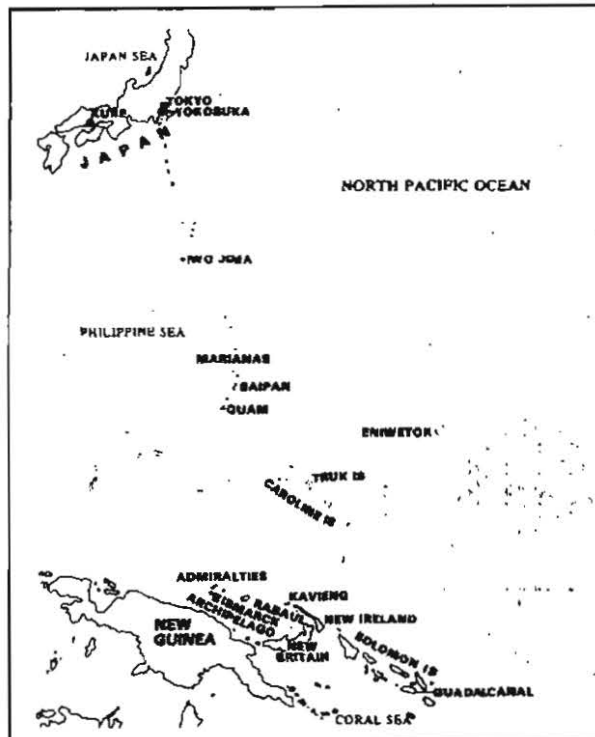 JAPAN SEA
TOKYO
YOKOSUKA
KURE
JAPAN
NORTH PACIFIC OCEAN
IWO JIMA
PHILIPPINE SEA
MARIANAS
SAIPAN
GUAM
ENIWETOK
TRUK IS
CAROLINE IS
ADMIRALTIES
KAVIENG
RABAUL
BISMARCK
ARCHIPELAGO
NEW IRELAND
NEW
GUINEA
NEW
BRITAIN
SOLOMON IS
GUADALCANAL
CORAL SEA